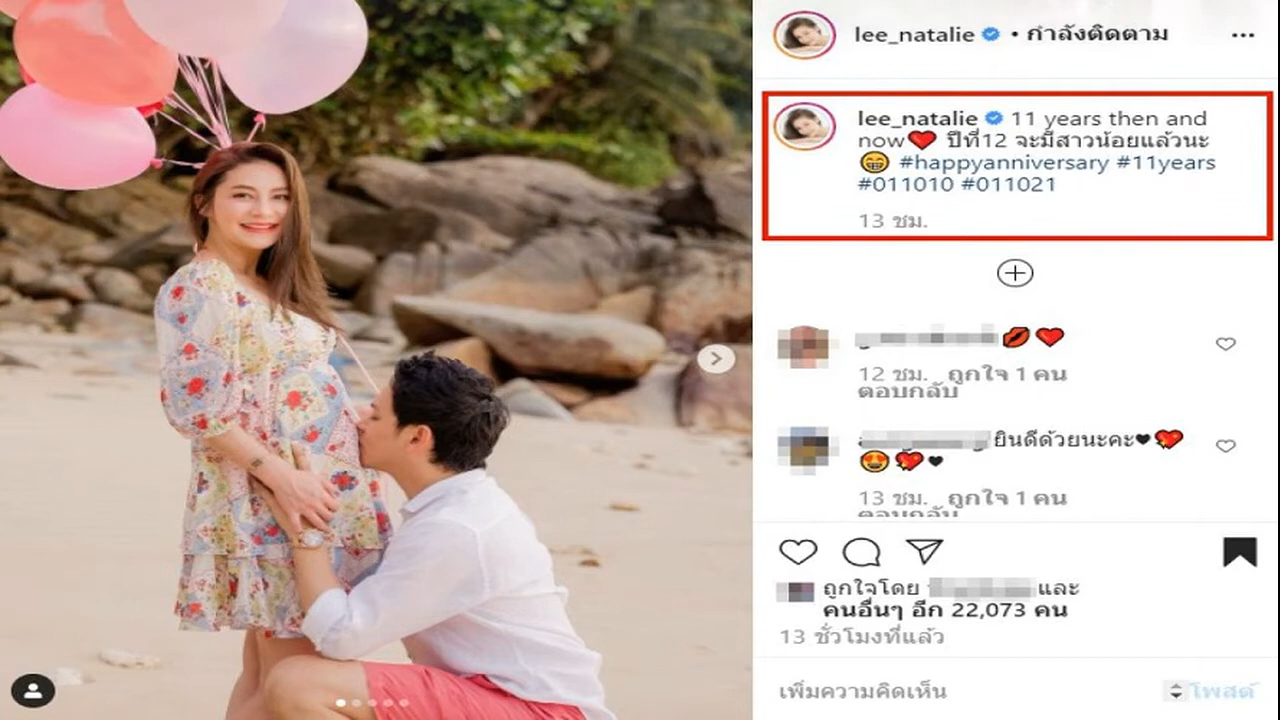 lee_natalie • กำลังติดตาม
lee_natalie 11 years then and
now❤️ ปีที่12 จะมีสาวน้อยแล้วนะ
😁 #happyanniversary #11years
#011010 #011021
13 ชม.
💋❤️
12 ชม. ถูกใจ 1 คน
ตอบกลับ
ยินดีด้วยนะคะ❤💖
😍💖❤
13 ชม. ถูกใจ 1 คน
ตอบกลับ
ถูกใจโดย และ
คนอื่นๆ อีก 22,073 คน
13 ชั่วโมงที่แล้ว
เพิ่มความคิดเห็น
โพสต์